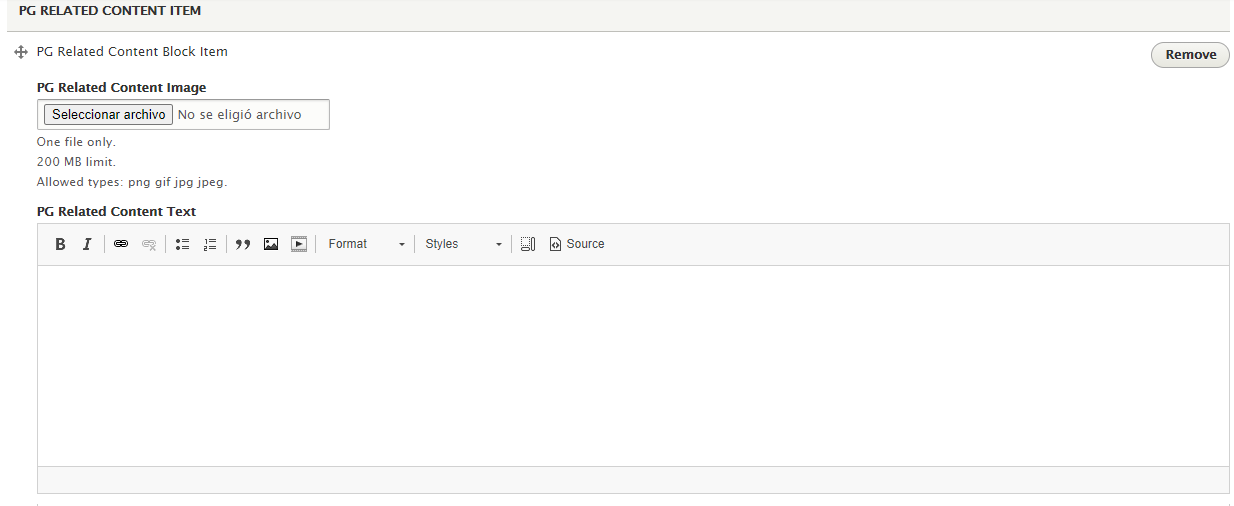 PG RELATED CONTENT ITEM
PG Related Content Block Item
Remove
PG Related Content Image
Seleccionar archivo No se eligió archivo
One file only.
200 MB limit.
Allowed types: png gif jpg jpeg.
PG Related Content Text
B I Format Styles Source